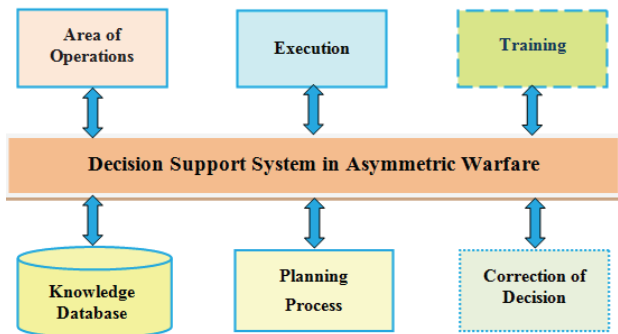 Area of
Operations
Execution
Training
Decision Support System in Asymmetric Warfare
Knowledge
Database
Planning
Process
Correction of
Decision